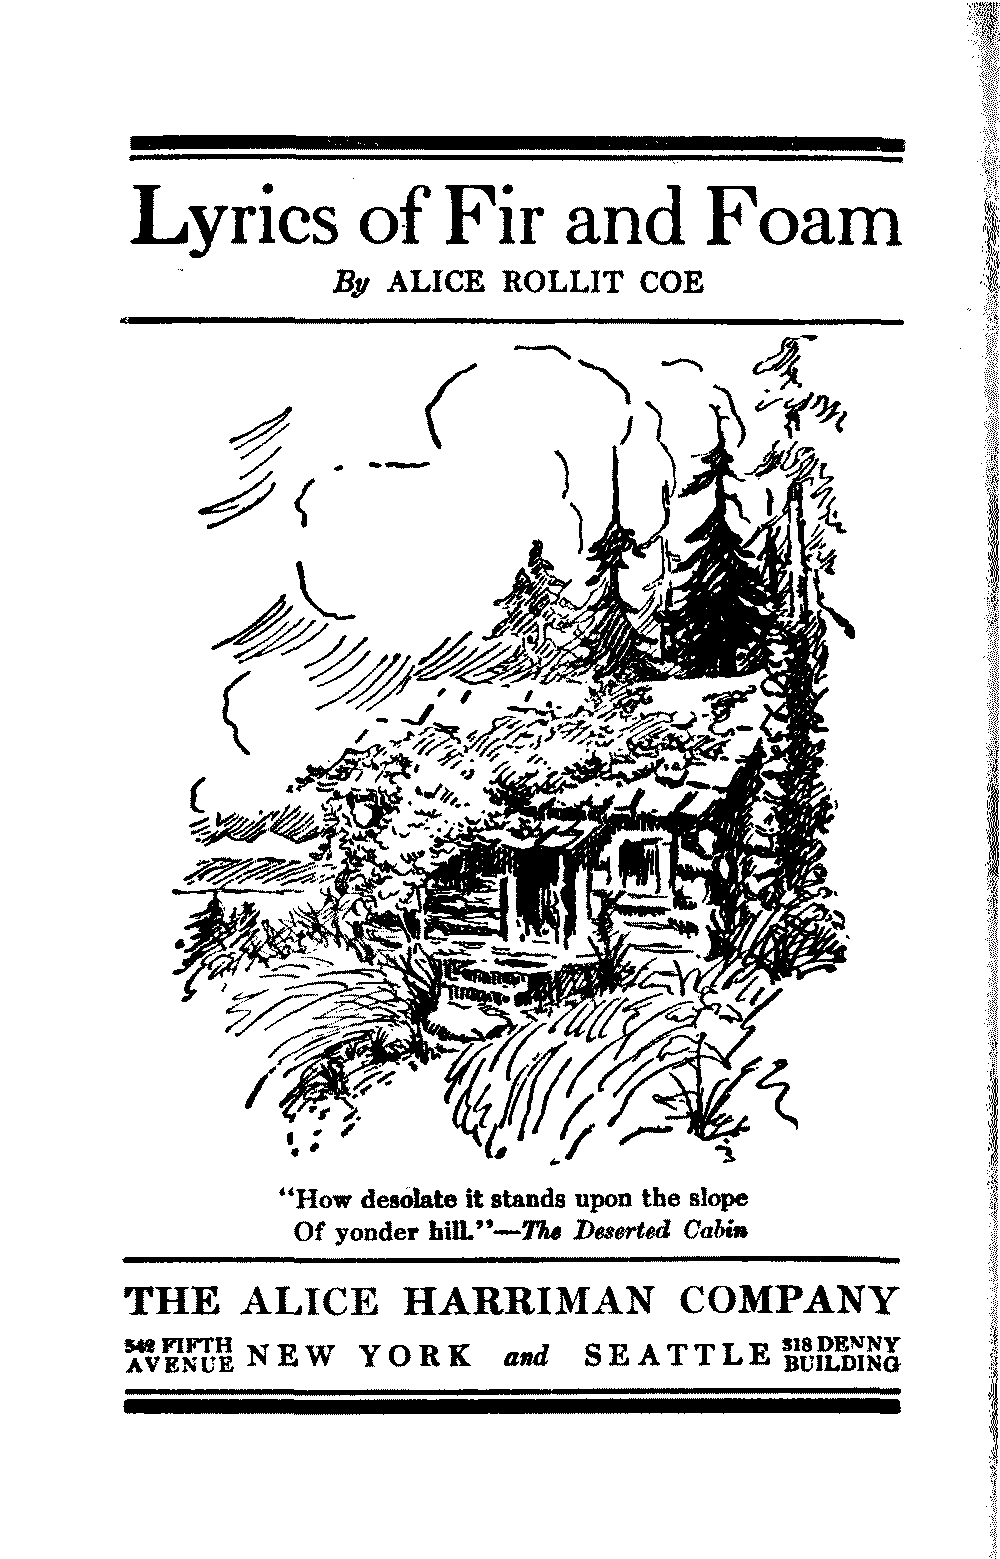 Lyrics of Fir and Foam
By ALICE ROLLIT COE
"How desolate it stands upon the slope
Of yonder hill."—The Deserted Cabin
THE ALICE HARRIMAN COMPANY
542 FIFTH AVENUE NEW YORK and SEATTLE 318 DENNY BUILDING